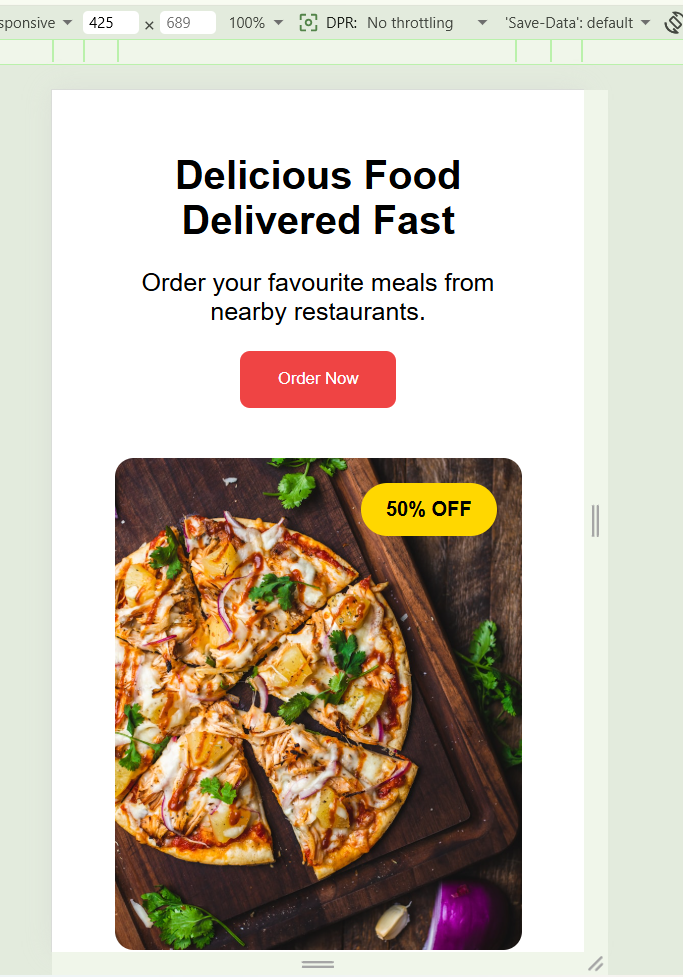 sponsive 425 × 689 100% DPR: No throttling 'Save-Data': default
Delicious Food
Delivered Fast
Order your favourite meals from
nearby restaurants.
Order Now
50% OFF